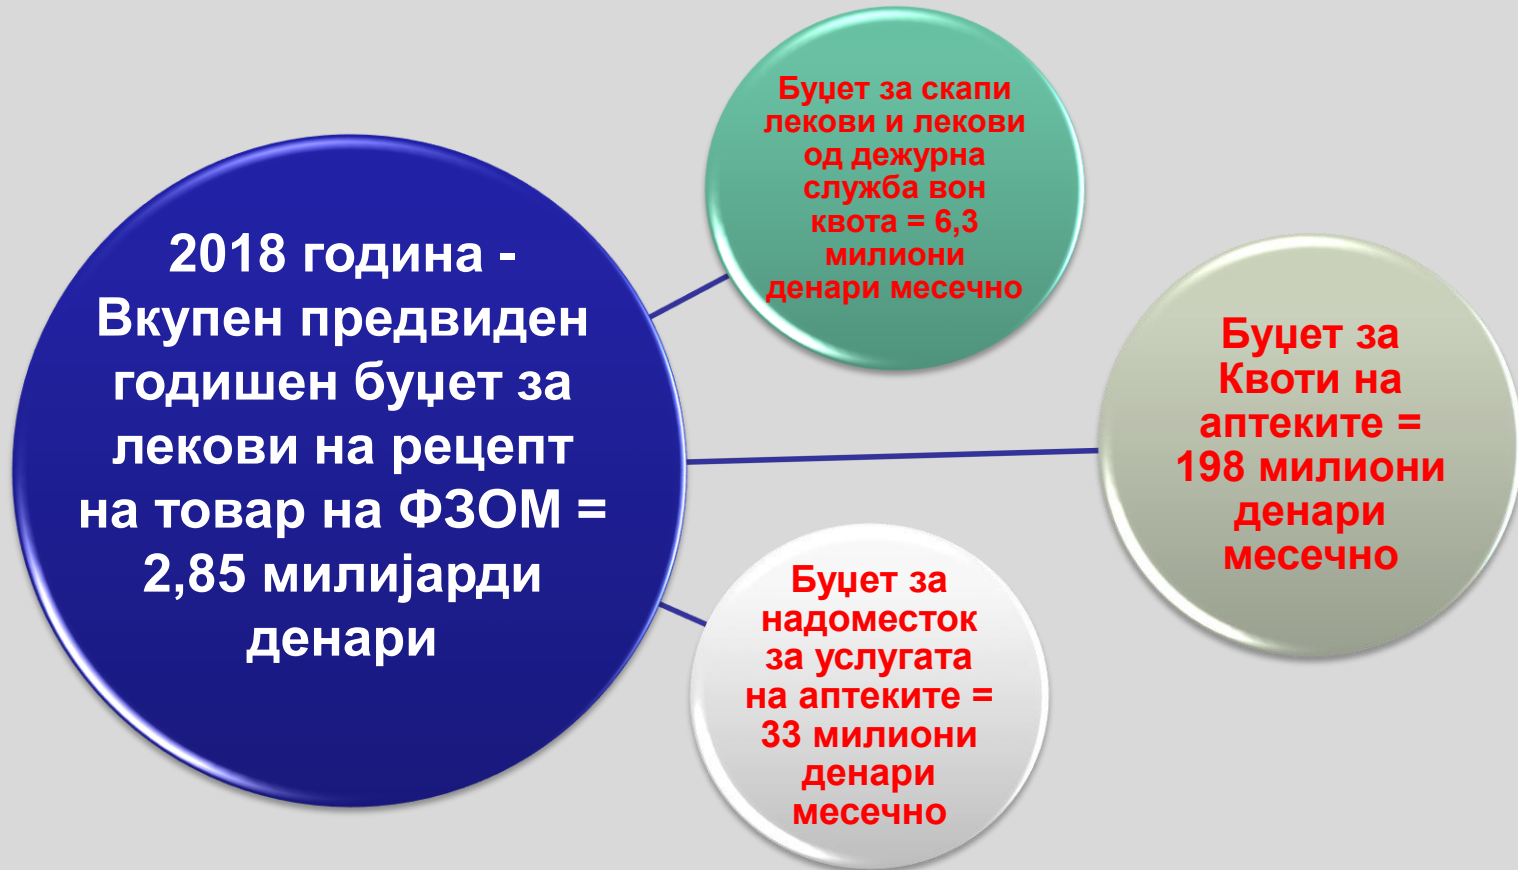 2018 година -
Вкупен предвиден
годишен буџет за
лекови на рецепт
на товар на ФЗОМ =
2,85 милијарди
денари
Буџет за скапи
лекови и лекови
од дежурна
служба вон
квота = 6,3
милиони
денари месечно
Буџет за
Квоти на
аптеките =
198 милиони
денари
месечно
Буџет за
надоместок
за услугата
на аптеките =
33 милиони
денари
месечно